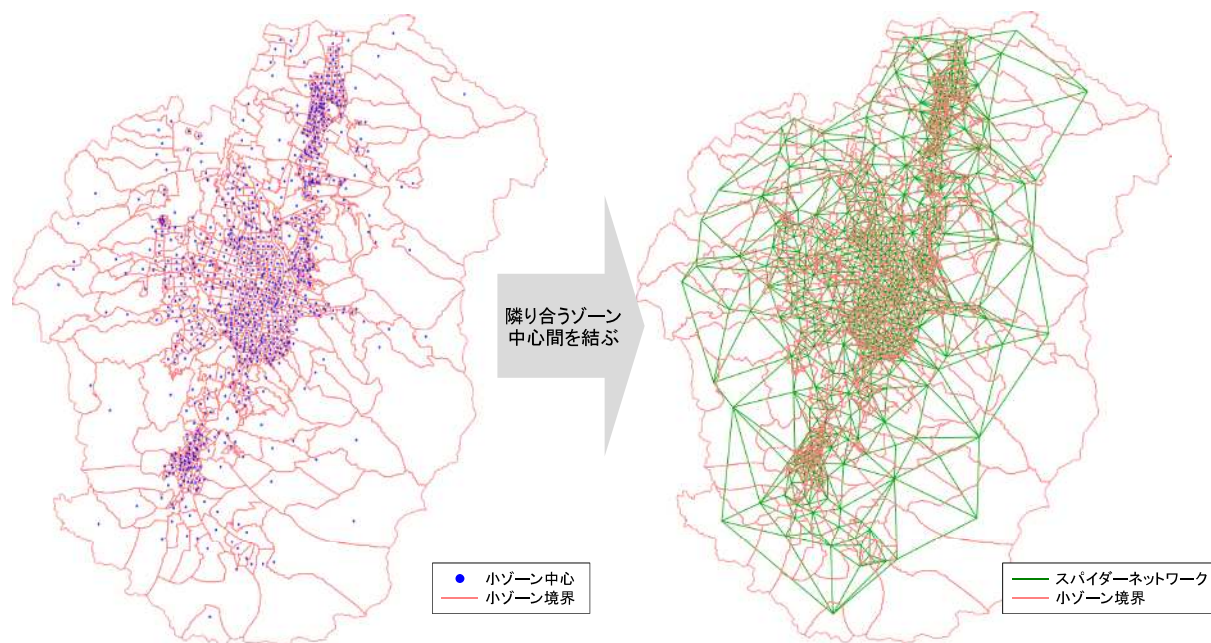 隣り合うゾーン
中心間を結ぶ
小ゾーン中心
小ゾーン境界
スパイダーネットワーク
小ゾーン境界